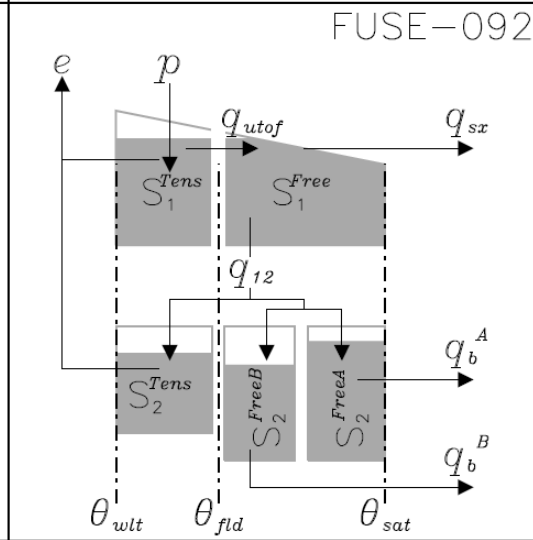 FUSE-092
e p
q_utof q_sx
S_1^Tens S_1^Free
q_12
S_2^Tens S_2^FreeB S_2^FreeA q_b^A
q_b^B
θ_wlt θ_fld θ_sat